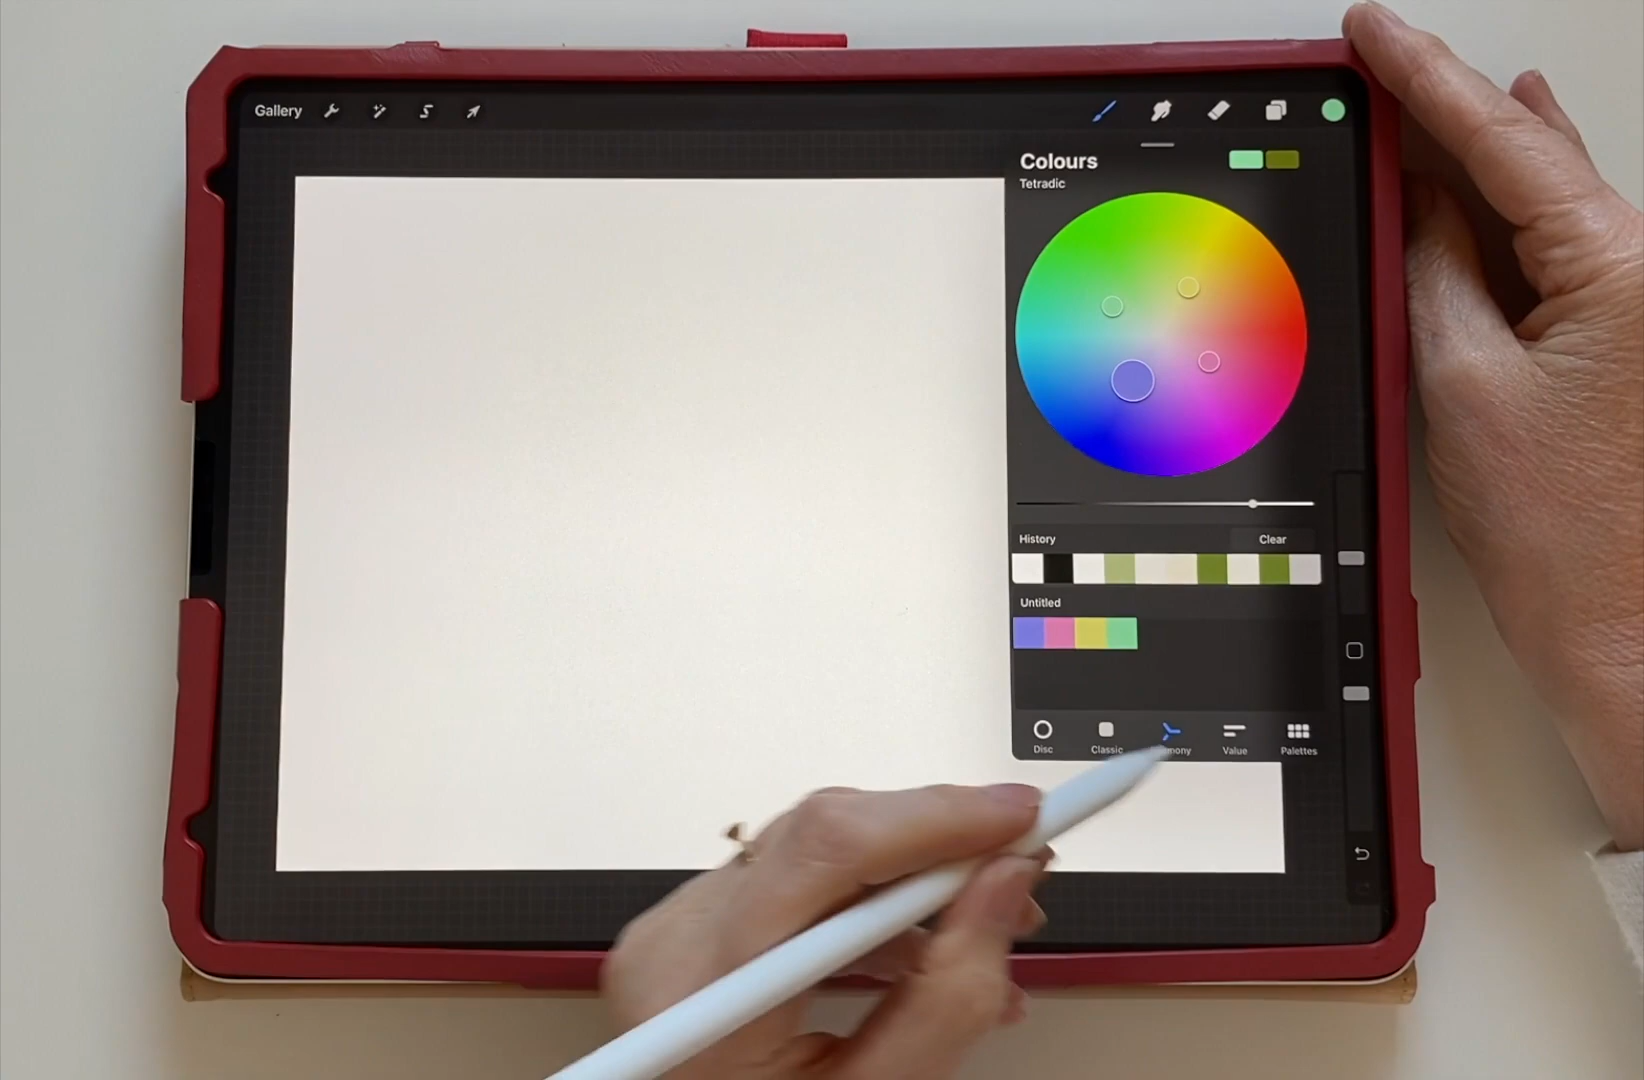 Gallery
Colours
Tetradic
History
Clear
Untitled
Disc
Classic
Value
Palettes